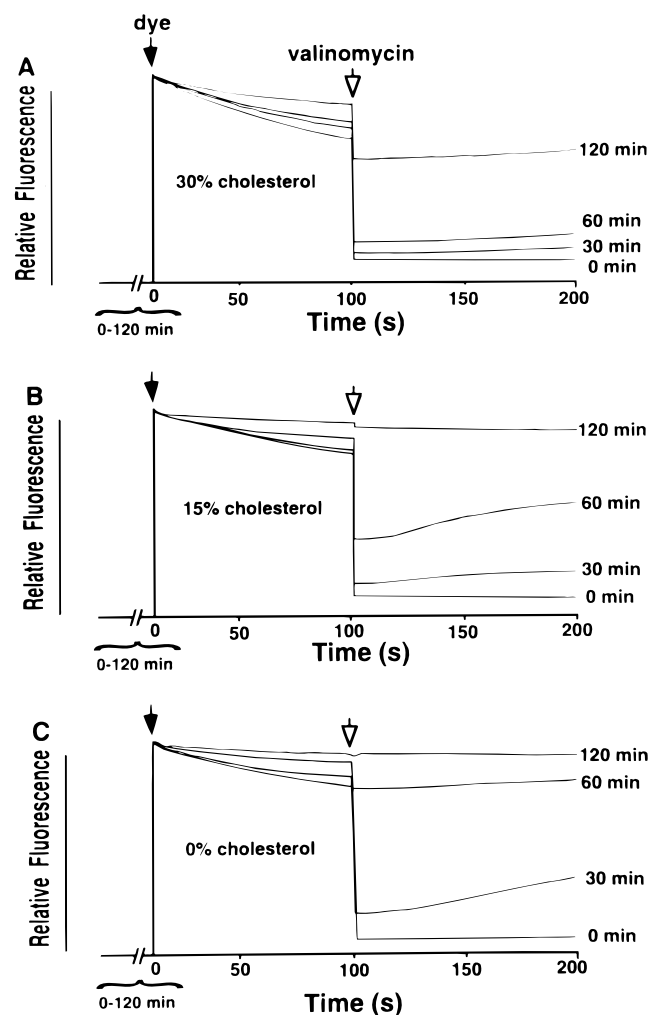 dye
valinomycin
A
Relative Fluorescence
30% cholesterol
120 min
60 min
30 min
0 min
0
50
100
150
200
0-120 min
Time (s)
B
Relative Fluorescence
15% cholesterol
120 min
60 min
30 min
0 min
0
50
100
150
200
0-120 min
Time (s)
C
Relative Fluorescence
0% cholesterol
120 min
60 min
30 min
0 min
0
50
100
150
200
0-120 min
Time (s)